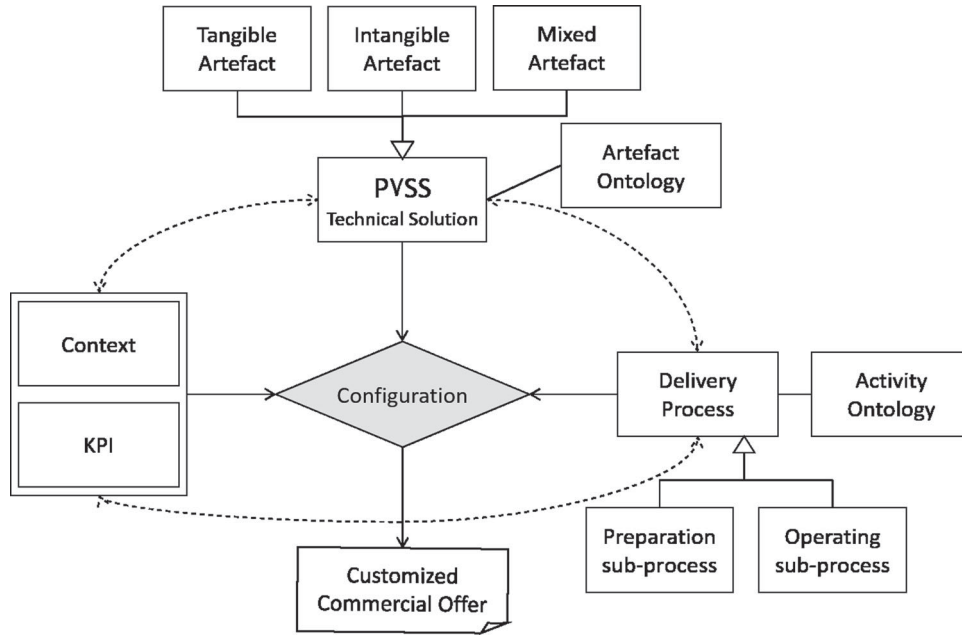 Tangible
Artefact
Intangible
Artefact
Mixed
Artefact
PVSS
Technical Solution
Artefact
Ontology
Context
KPI
Configuration
Delivery
Process
Activity
Ontology
Preparation
sub-process
Operating
sub-process
Customized
Commercial Offer